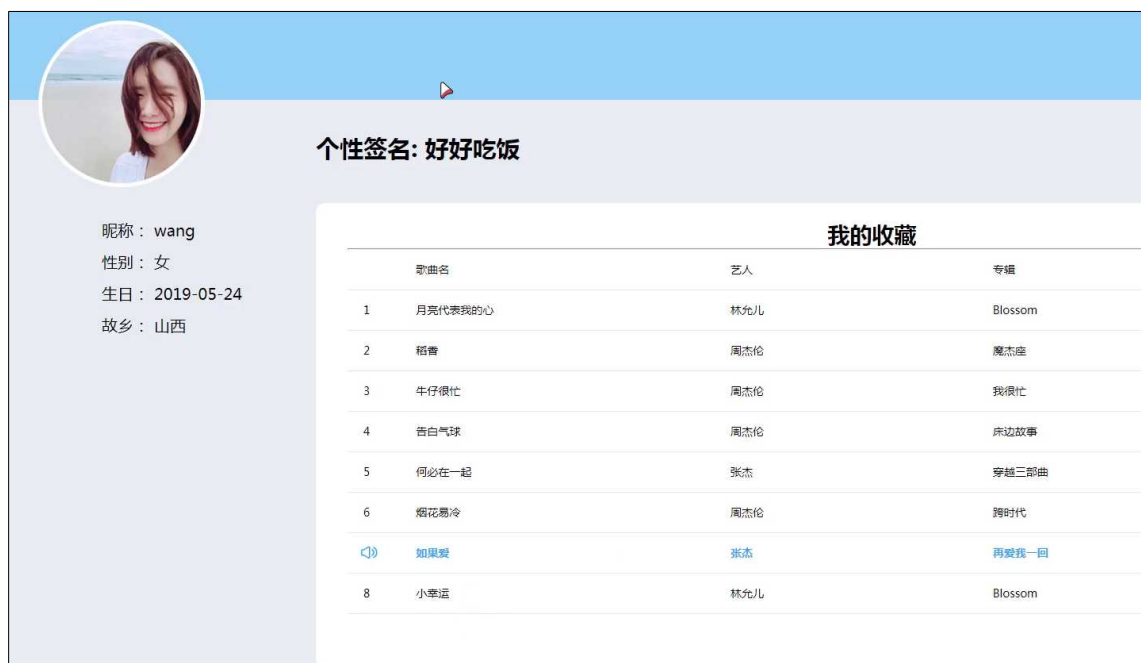 个性签名: 好好吃饭
昵称： wang
性别： 女
生日： 2019-05-24
故乡： 山西
我的收藏
歌曲名 艺人 专辑
1 月亮代表我的心 林允儿 Blossom
2 稻香 周杰伦 魔杰座
3 牛仔很忙 周杰伦 我很忙
4 告白气球 周杰伦 床边故事
5 何必在一起 张杰 穿越三部曲
6 烟花易冷 周杰伦 跨时代
如果爱 张杰 再爱我一回
8 小幸运 林允儿 Blossom